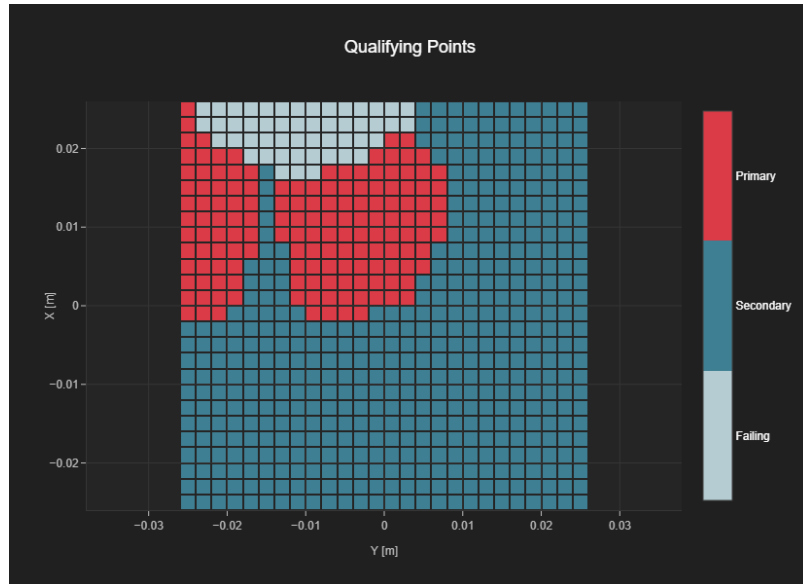 Qualifying Points
0.02
0.01
0
−0.01
−0.02
X [m]
−0.03
−0.02
−0.01
0
0.01
0.02
0.03
Y [m]
Primary
Secondary
Failing